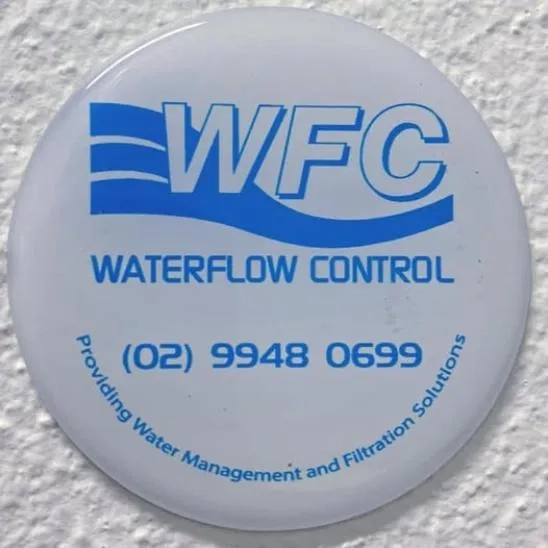 WFC
WATERFLOW CONTROL
(02) 9948 0699
Providing Water Management and Filtration Solutions